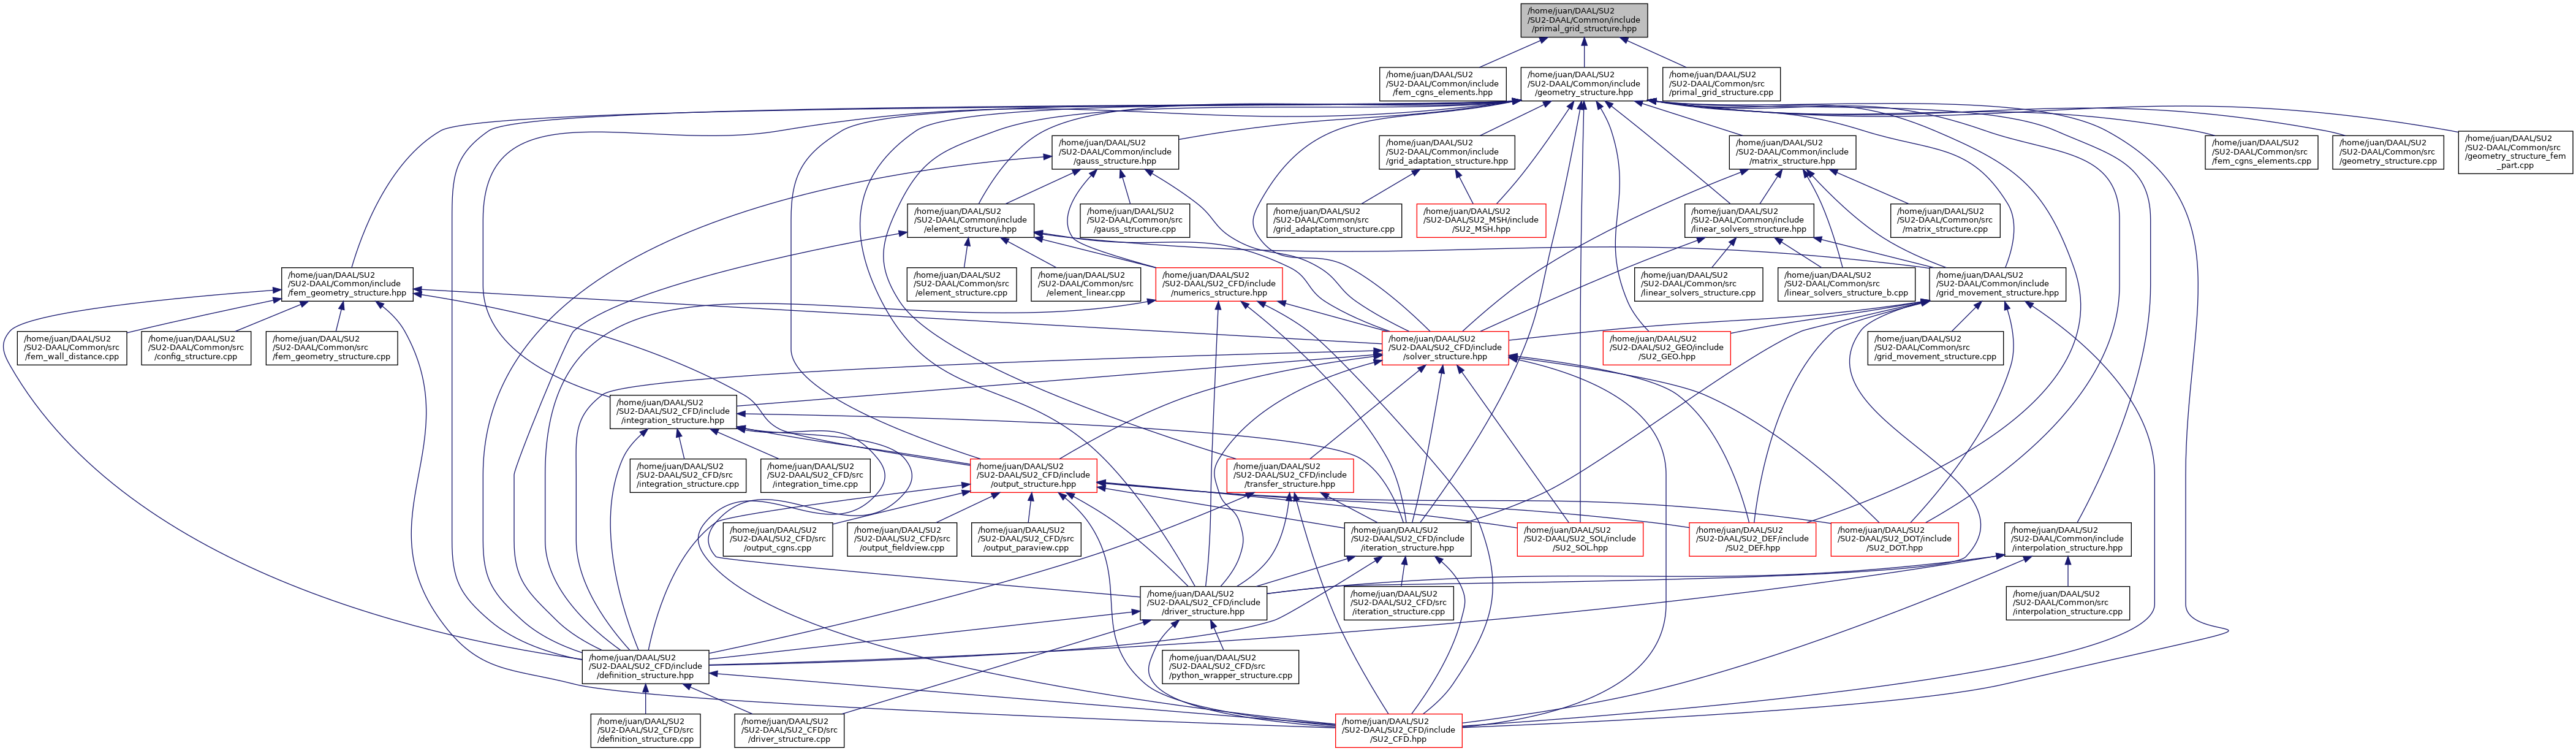 /home/juan/DAAL/SU2
/SU2-DAAL/Common/include
/primal_grid_structure.hpp
/home/juan/DAAL/SU2
/SU2-DAAL/Common/include
/fem_cgns_elements.hpp
/home/juan/DAAL/SU2
/SU2-DAAL/Common/include
/geometry_structure.hpp
/home/juan/DAAL/SU2
/SU2-DAAL/Common/src
/primal_grid_structure.cpp
/home/juan/DAAL/SU2
/SU2-DAAL/Common/include
/gauss_structure.hpp
/home/juan/DAAL/SU2
/SU2-DAAL/Common/include
/grid_adaptation_structure.hpp
/home/juan/DAAL/SU2
/SU2-DAAL/Common/include
/matrix_structure.hpp
/home/juan/DAAL/SU2
/SU2-DAAL/Common/src
/fem_cgns_elements.cpp
/home/juan/DAAL/SU2
/SU2-DAAL/Common/src
/geometry_structure.cpp
/home/juan/DAAL/SU2
/SU2-DAAL/Common/src
/geometry_structure_fem
_part.cpp
/home/juan/DAAL/SU2
/SU2-DAAL/Common/include
/element_structure.hpp
/home/juan/DAAL/SU2
/SU2-DAAL/Common/src
/gauss_structure.cpp
/home/juan/DAAL/SU2
/SU2-DAAL/Common/src
/grid_adaptation_structure.cpp
/home/juan/DAAL/SU2
/SU2-DAAL/SU2_MSH/include
/SU2_MSH.hpp
/home/juan/DAAL/SU2
/SU2-DAAL/Common/include
/linear_solvers_structure.hpp
/home/juan/DAAL/SU2
/SU2-DAAL/Common/src
/matrix_structure.cpp
/home/juan/DAAL/SU2
/SU2-DAAL/Common/include
/fem_geometry_structure.hpp
/home/juan/DAAL/SU2
/SU2-DAAL/Common/src
/element_structure.cpp
/home/juan/DAAL/SU2
/SU2-DAAL/Common/src
/element_linear.cpp
/home/juan/DAAL/SU2
/SU2-DAAL/SU2_CFD/include
/numerics_structure.hpp
/home/juan/DAAL/SU2
/SU2-DAAL/Common/src
/linear_solvers_structure.cpp
/home/juan/DAAL/SU2
/SU2-DAAL/Common/src
/linear_solvers_structure_b.cpp
/home/juan/DAAL/SU2
/SU2-DAAL/Common/include
/grid_movement_structure.hpp
/home/juan/DAAL/SU2
/SU2-DAAL/Common/src
/fem_wall_distance.cpp
/home/juan/DAAL/SU2
/SU2-DAAL/Common/src
/config_structure.cpp
/home/juan/DAAL/SU2
/SU2-DAAL/Common/src
/fem_geometry_structure.cpp
/home/juan/DAAL/SU2
/SU2-DAAL/SU2_CFD/include
/solver_structure.hpp
/home/juan/DAAL/SU2
/SU2-DAAL/SU2_GEO/include
/SU2_GEO.hpp
/home/juan/DAAL/SU2
/SU2-DAAL/Common/src
/grid_movement_structure.cpp
/home/juan/DAAL/SU2
/SU2-DAAL/SU2_CFD/include
/integration_structure.hpp
/home/juan/DAAL/SU2
/SU2-DAAL/SU2_CFD/src
/integration_structure.cpp
/home/juan/DAAL/SU2
/SU2-DAAL/SU2_CFD/src
/integration_time.cpp
/home/juan/DAAL/SU2
/SU2-DAAL/SU2_CFD/include
/output_structure.hpp
/home/juan/DAAL/SU2
/SU2-DAAL/SU2_CFD/include
/transfer_structure.hpp
/home/juan/DAAL/SU2
/SU2-DAAL/SU2_CFD/src
/output_cgns.cpp
/home/juan/DAAL/SU2
/SU2-DAAL/SU2_CFD/src
/output_fieldview.cpp
/home/juan/DAAL/SU2
/SU2-DAAL/SU2_CFD/src
/output_paraview.cpp
/home/juan/DAAL/SU2
/SU2-DAAL/SU2_CFD/include
/iteration_structure.hpp
/home/juan/DAAL/SU2
/SU2-DAAL/SU2_SOL/include
/SU2_SOL.hpp
/home/juan/DAAL/SU2
/SU2-DAAL/SU2_DEF/include
/SU2_DEF.hpp
/home/juan/DAAL/SU2
/SU2-DAAL/SU2_DOT/include
/SU2_DOT.hpp
/home/juan/DAAL/SU2
/SU2-DAAL/Common/include
/interpolation_structure.hpp
/home/juan/DAAL/SU2
/SU2-DAAL/SU2_CFD/include
/driver_structure.hpp
/home/juan/DAAL/SU2
/SU2-DAAL/SU2_CFD/src
/iteration_structure.cpp
/home/juan/DAAL/SU2
/SU2-DAAL/Common/src
/interpolation_structure.cpp
/home/juan/DAAL/SU2
/SU2-DAAL/SU2_CFD/include
/definition_structure.hpp
/home/juan/DAAL/SU2
/SU2-DAAL/SU2_CFD/src
/python_wrapper_structure.cpp
/home/juan/DAAL/SU2
/SU2-DAAL/SU2_CFD/src
/definition_structure.cpp
/home/juan/DAAL/SU2
/SU2-DAAL/SU2_CFD/src
/driver_structure.cpp
/home/juan/DAAL/SU2
/SU2-DAAL/SU2_CFD/include
/SU2_CFD.hpp